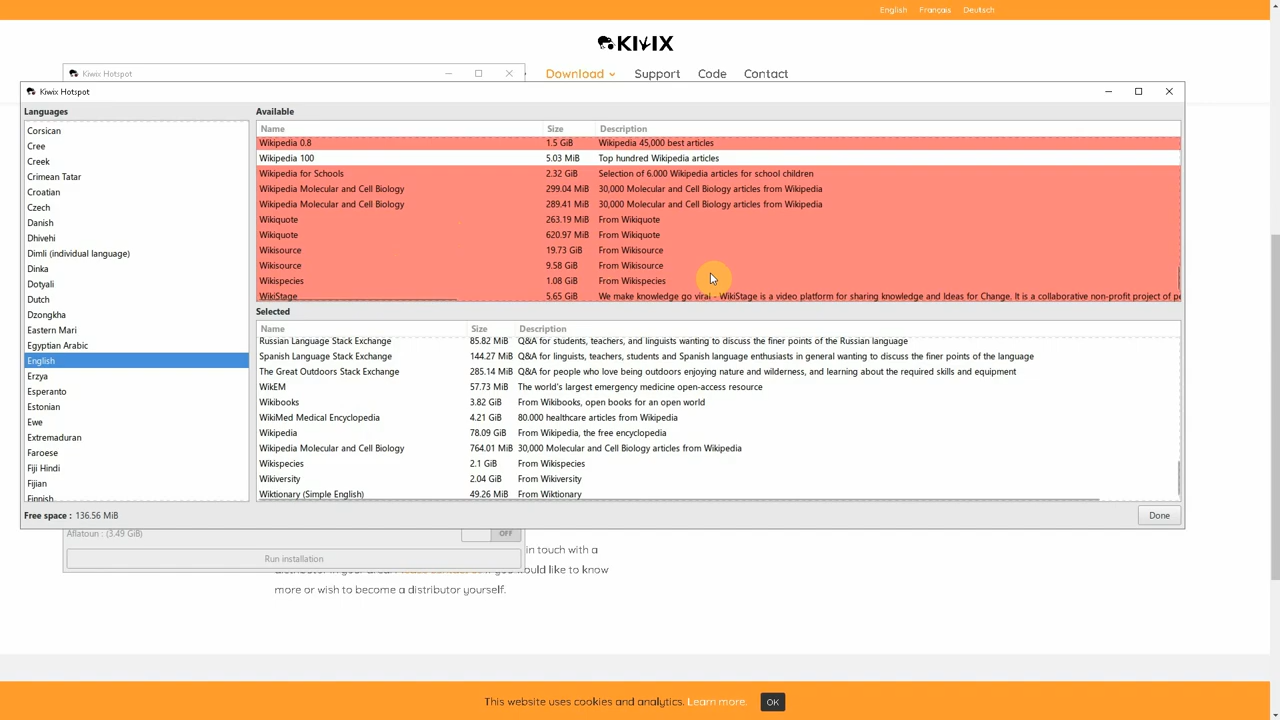 English Français Deutsch
KIWIX
Kiwix Hotspot
Download Support Code Contact
Kiwix Hotspot
Languages
Corsican
Cree
Creek
Crimean Tatar
Croatian
Czech
Danish
Dhivehi
Dimli (individual language)
Dinka
Dotyali
Dutch
Dzongkha
Eastern Mari
Egyptian Arabic
English
Erzya
Esperanto
Estonian
Ewe
Extremaduran
Faroese
Fiji Hindi
Fijian
Finnish
Available
Name Size Description
Wikipedia 0.8 1.5 GiB Wikipedia 45,000 best articles
Wikipedia 100 5.03 MiB Top hundred Wikipedia articles
Wikipedia for Schools 2.32 GiB Selection of 6.000 Wikipedia articles for school children
Wikipedia Molecular and Cell Biology 299.04 MiB 30,000 Molecular and Cell Biology articles from Wikipedia
Wikipedia Molecular and Cell Biology 289.41 MiB 30,000 Molecular and Cell Biology articles from Wikipedia
Wikiquote 263.19 MiB From Wikiquote
Wikiquote 620.97 MiB From Wikiquote
Wikisource 19.73 GiB From Wikisource
Wikisource 9.58 GiB From Wikisource
Wikispecies 1.08 GiB From Wikispecies
WikiStage 5.65 GiB We make knowledge go viral - WikiStage is a video platform for sharing knowledge and Ideas for Change. It is a collaborative non-profit project of pe
Selected
Name Size Description
Russian Language Stack Exchange 85.82 MiB Q&A for students, teachers, and linguists wanting to discuss the finer points of the Russian language
Spanish Language Stack Exchange 144.27 MiB Q&A for linguists, teachers, students and Spanish language enthusiasts in general wanting to discuss the finer points of the language
The Great Outdoors Stack Exchange 285.14 MiB Q&A for people who love being outdoors enjoying nature and wilderness, and learning about the required skills and equipment
WikEM 57.73 MiB The world's largest emergency medicine open-access resource
Wikibooks 3.82 GiB From Wikibooks, open books for an open world
WikiMed Medical Encyclopedia 4.21 GiB 80.000 healthcare articles from Wikipedia
Wikipedia 78.09 GiB From Wikipedia, the free encyclopedia
Wikipedia Molecular and Cell Biology 764.01 MiB 30,000 Molecular and Cell Biology articles from Wikipedia
Wikispecies 2.1 GiB From Wikispecies
Wikiversity 2.04 GiB From Wikiversity
Wiktionary (Simple English) 49.26 MiB From Wiktionary
Free space : 136.56 MiB
Done
Aflatoun : (3.49 GiB) OFF
Run installation
in touch with a
if you would like to know
more or wish to become a distributor yourself.
This website uses cookies and analytics. Learn more. OK